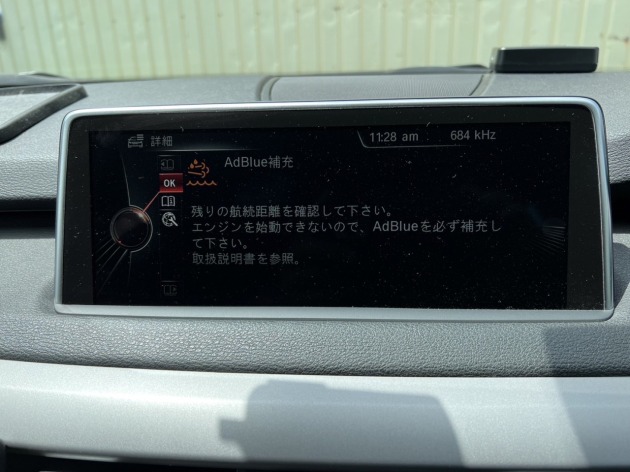 詳細
11:28 am 684 kHz
AdBlue補充
OK
残りの航続距離を確認して下さい。
エンジンを始動できないので、AdBlueを必ず補充し
て下さい。
取扱説明書を参照。